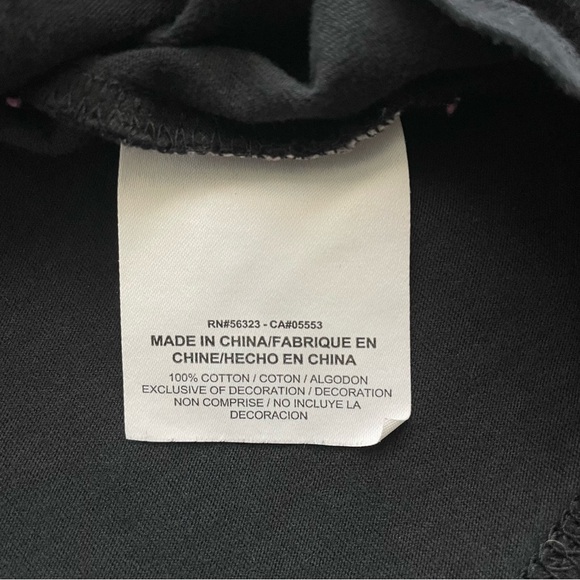 RN#56323 - CA#05553
MADE IN CHINA/FABRIQUE EN
CHINE/HECHO EN CHINA
100% COTTON / COTON / ALGODON
EXCLUSIVE OF DECORATION / DECORATION
NON COMPRISE / NO INCLUYE LA
DECORACION